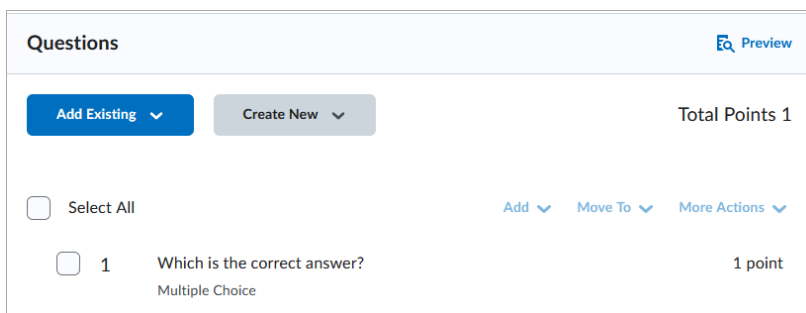 Questions Preview
Add Existing Create New Total Points 1
Select All Add Move To More Actions
1 Which is the correct answer? 1 point
Multiple Choice